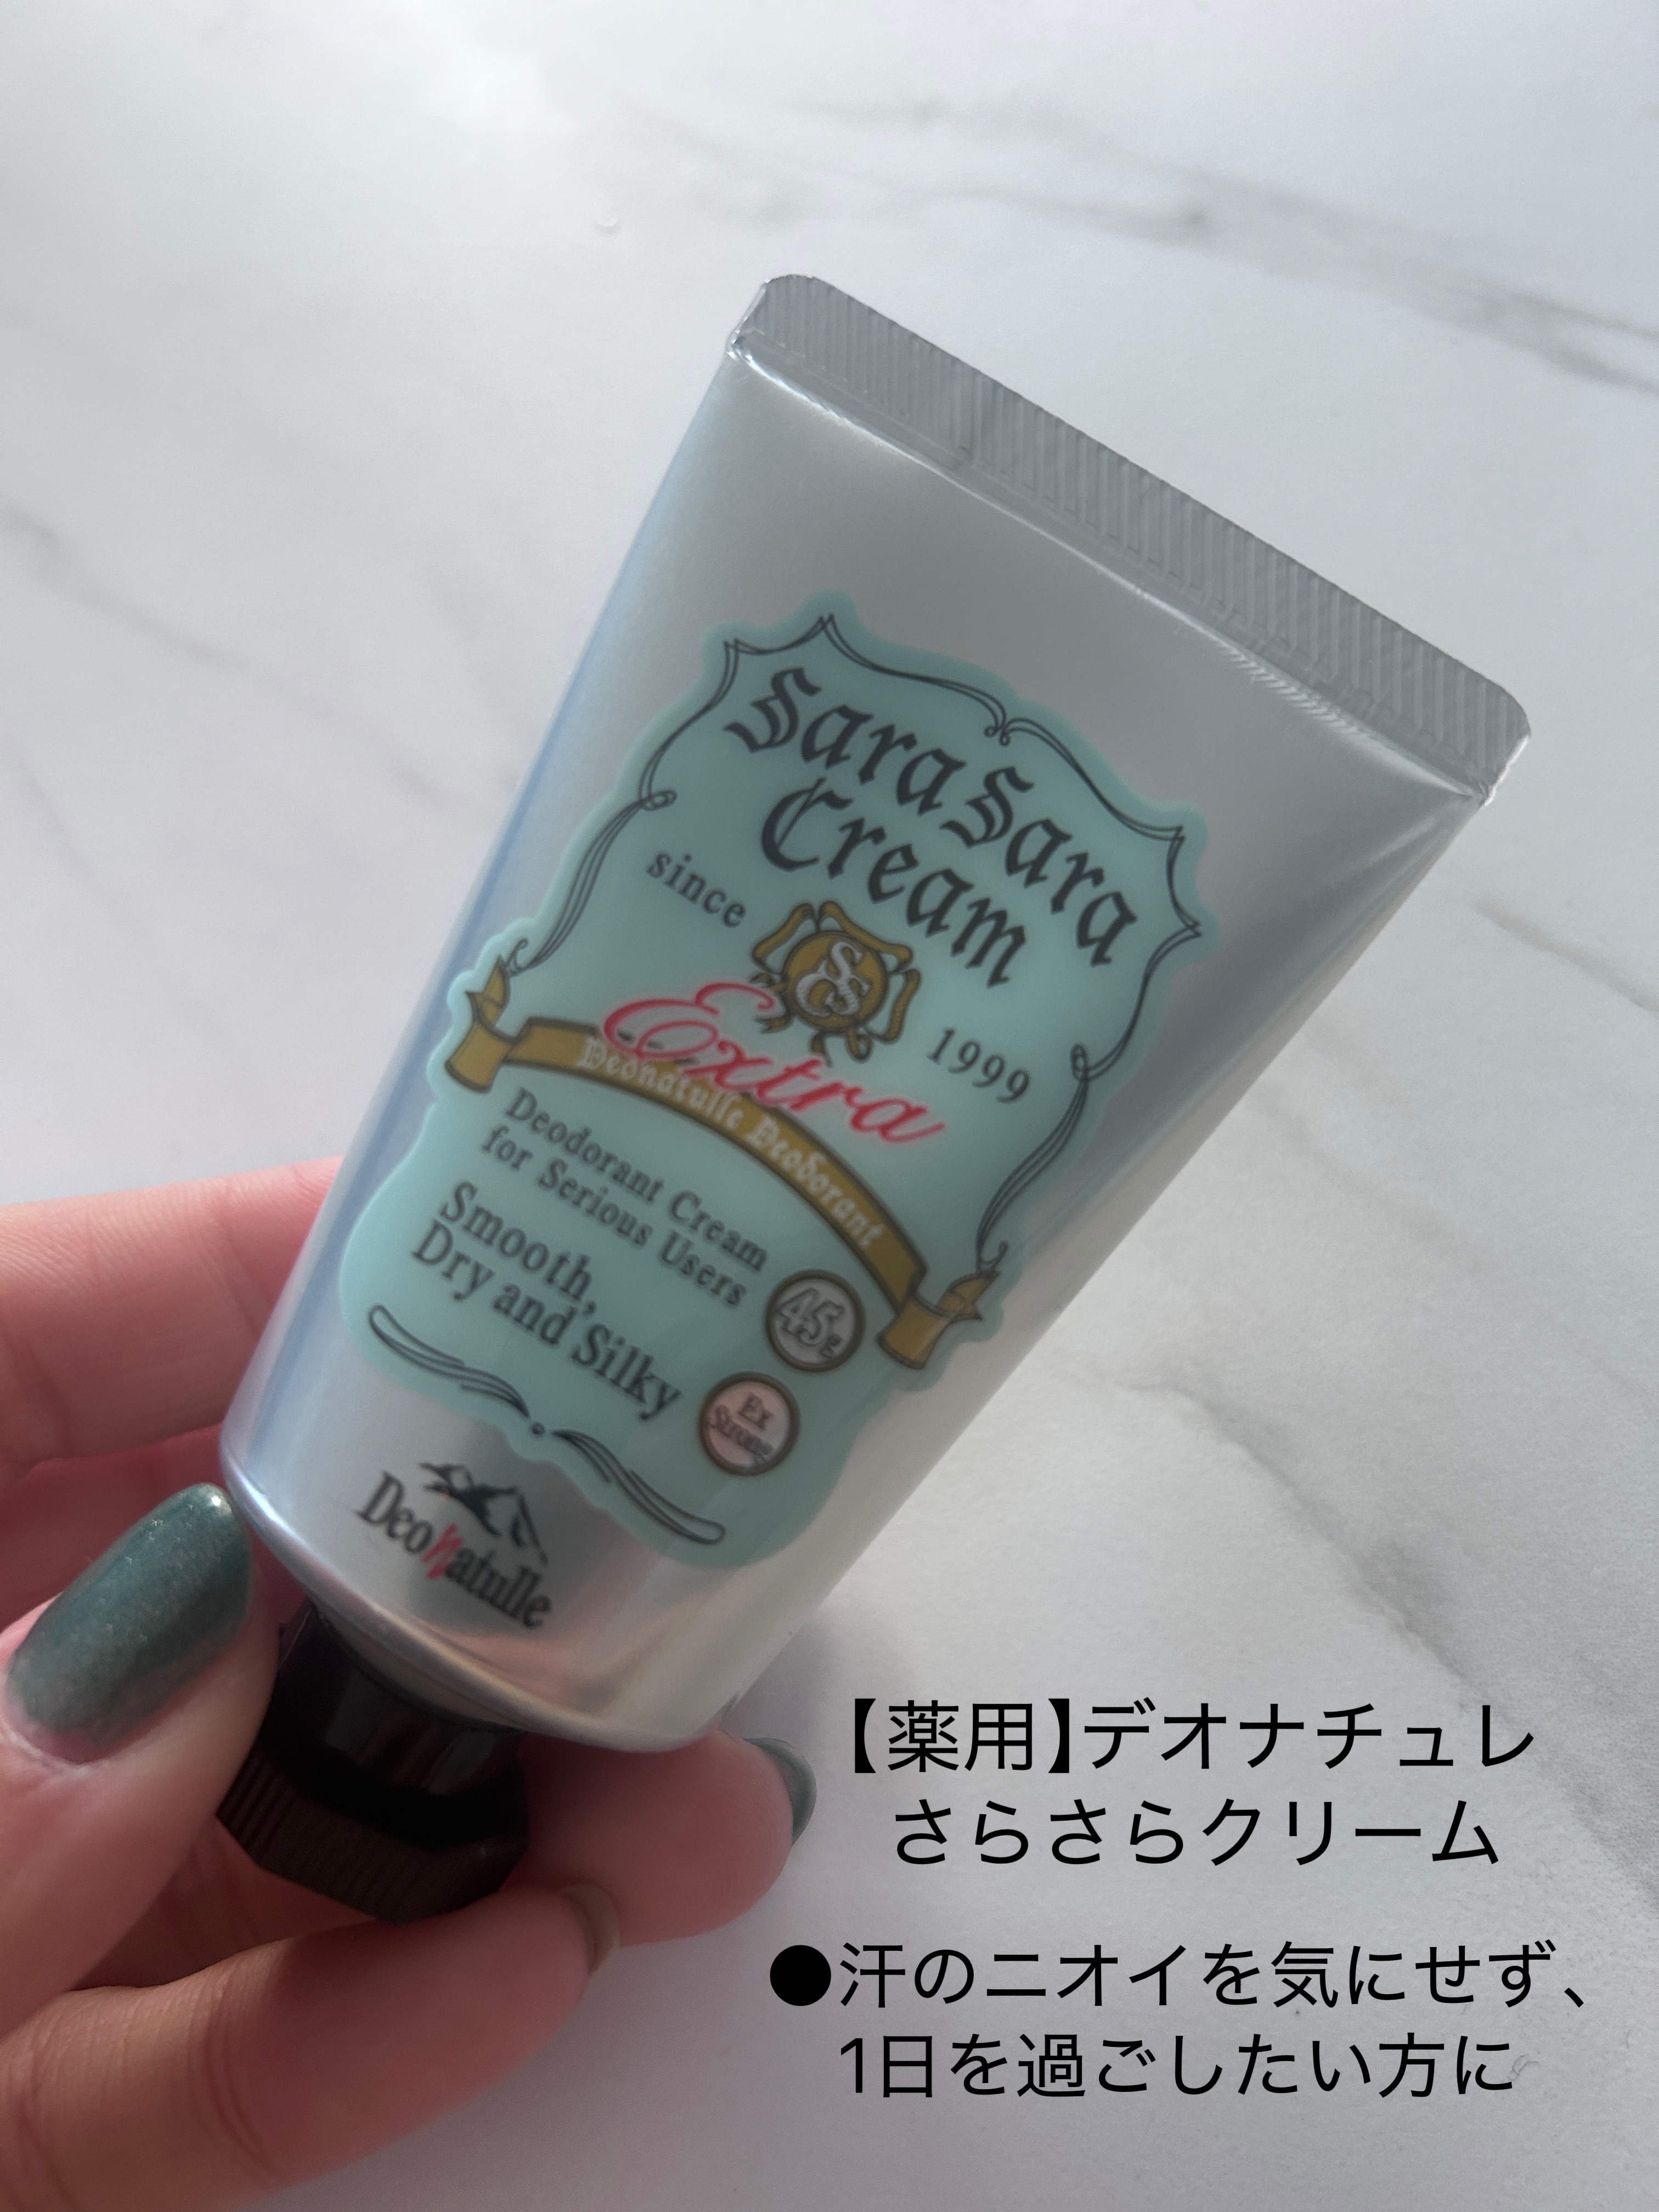 SaraSara
Cream
since
SC
1999
Extra
Deonatulle Deodorant
Deodorant Cream
for Serious Users
Smooth,
Dry and Silky
45g
Ex
Strong
Deonatulle
【薬用】デオナチュレ
さらさらクリーム
●汗のニオイを気にせず、
1日を過ごしたい方に